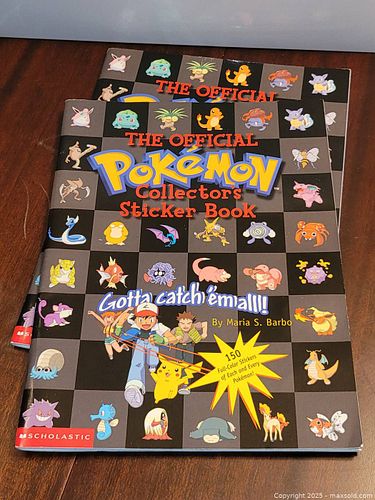 THE OFFICIAL
THE OFFICIAL
POKÉMON
Collector's
Sticker Book
Gotta catch 'em all!
By Maria S. Barbo
150
Full-Color Stickers
of Each and Every
Pokémon!
SCHOLASTIC
Copyright 2025 - maxsold.com